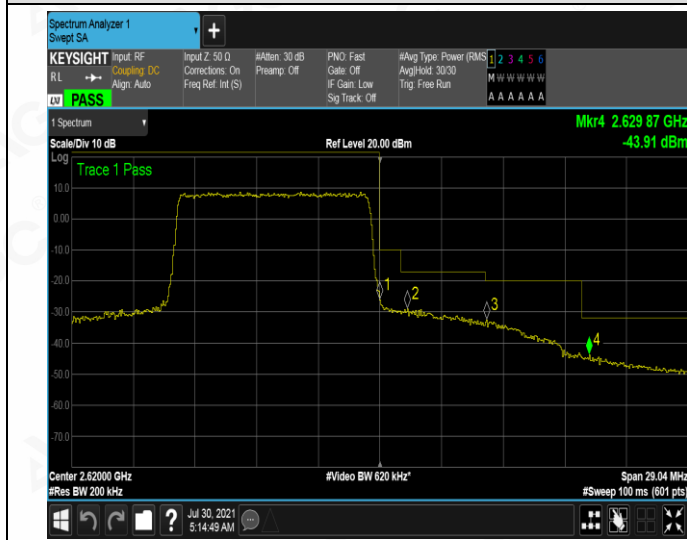 Spectrum Analyzer 1
Swept SA
+
KEYSIGHT Input: RF Input Z: 50 Ω #Atten: 30 dB PNO: Fast #Avg Type: Power (RMS 1 2 3 4 5 6
RL Coupling: DC Corrections: On Preamp: Off Gate: Off Avg|Hold: 30/30 M W W W W W
Align: Auto Freq Ref: Int (S) IF Gain: Low Trig: Free Run
Sig Track: Off A A A A A A
LXI PASS
1 Spectrum Mkr4 2.629 87 GHz
Scale/Div 10 dB Ref Level 20.00 dBm -43.91 dBm
Log
Trace 1 Pass
10.0
0.00
-10.0
-20.0
1
2
-30.0
3
-40.0
4
-50.0
-60.0
-70.0
Center 2.62000 GHz #Video BW 620 kHz* Span 29.04 MHz
#Res BW 200 kHz #Sweep 100 ms (601 pts)
? Jul 30, 2021
5:14:49 AM